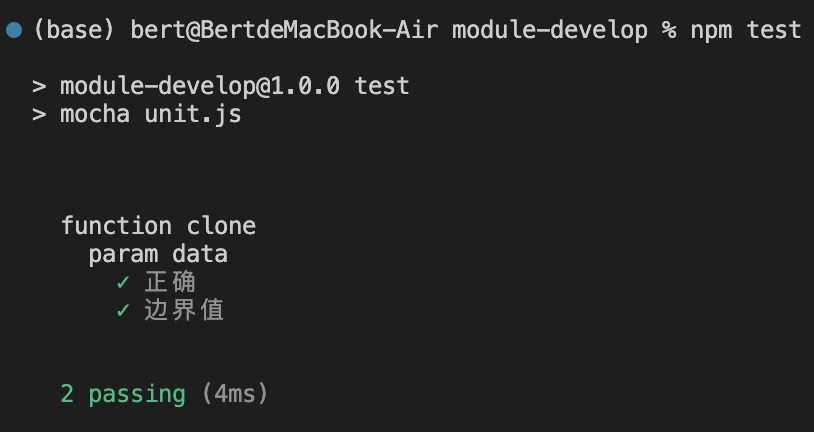 (base) bert@BertdeMacBook-Air module-develop % npm test
> module-develop@1.0.0 test
> mocha unit.js
function clone
param data
✓ 正确
✓ 边界值
2 passing (4ms)